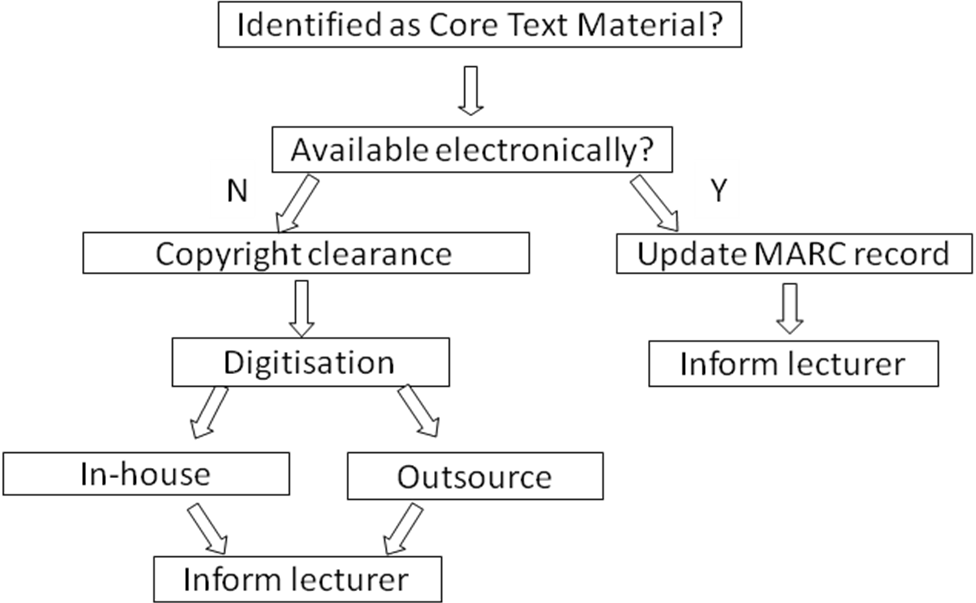 Identified as Core Text Material?
Available electronically?
N
Y
Copyright clearance
Update MARC record
Digitisation
Inform lecturer
In-house
Outsource
Inform lecturer